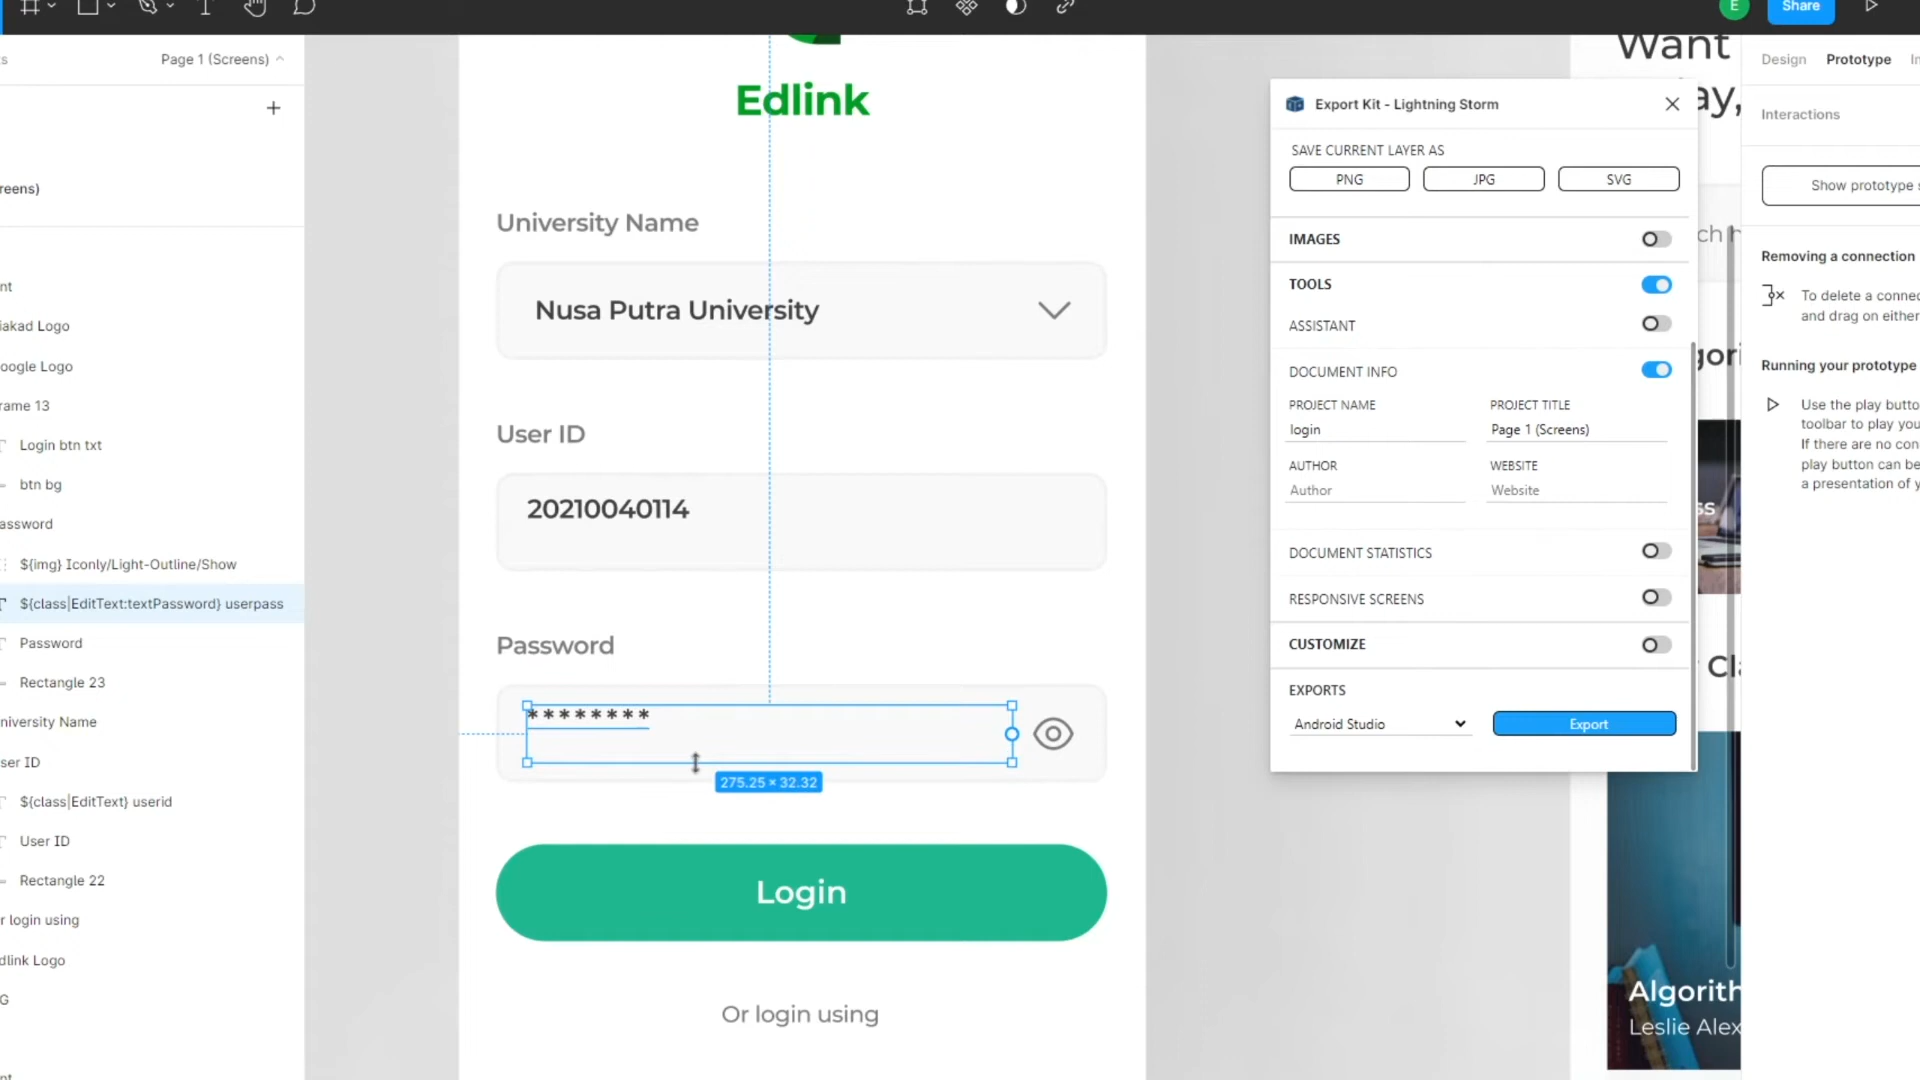 E
Share
Page 1 (Screens)
reens)
nt
iakad Logo
oogle Logo
rame 13
Login btn txt
btn bg
assword
${img} Iconly/Light-Outline/Show
${class|EditText:textPassword} userpass
Password
Rectangle 23
niversity Name
ser ID
${class|EditText} userid
User ID
Rectangle 22
r login using
dlink Logo
G
Edlink
University Name
Nusa Putra University
User ID
20210040114
Password
********
275.25 × 32.32
Login
Or login using
Export Kit - Lightning Storm
SAVE CURRENT LAYER AS
PNG
JPG
SVG
IMAGES
TOOLS
ASSISTANT
DOCUMENT INFO
PROJECT NAME
PROJECT TITLE
login
Page 1 (Screens)
AUTHOR
WEBSITE
Author
Website
DOCUMENT STATISTICS
RESPONSIVE SCREENS
CUSTOMIZE
EXPORTS
Android Studio
Export
Want
ay,
ch
gori
ss
Cla
Algorith
Leslie Alex
Design
Prototype
Interactions
Show prototype s
Removing a connection
To delete a connec
and drag on either
Running your prototype
Use the play butto
toolbar to play you
If there are no con
play button can be
a presentation of y